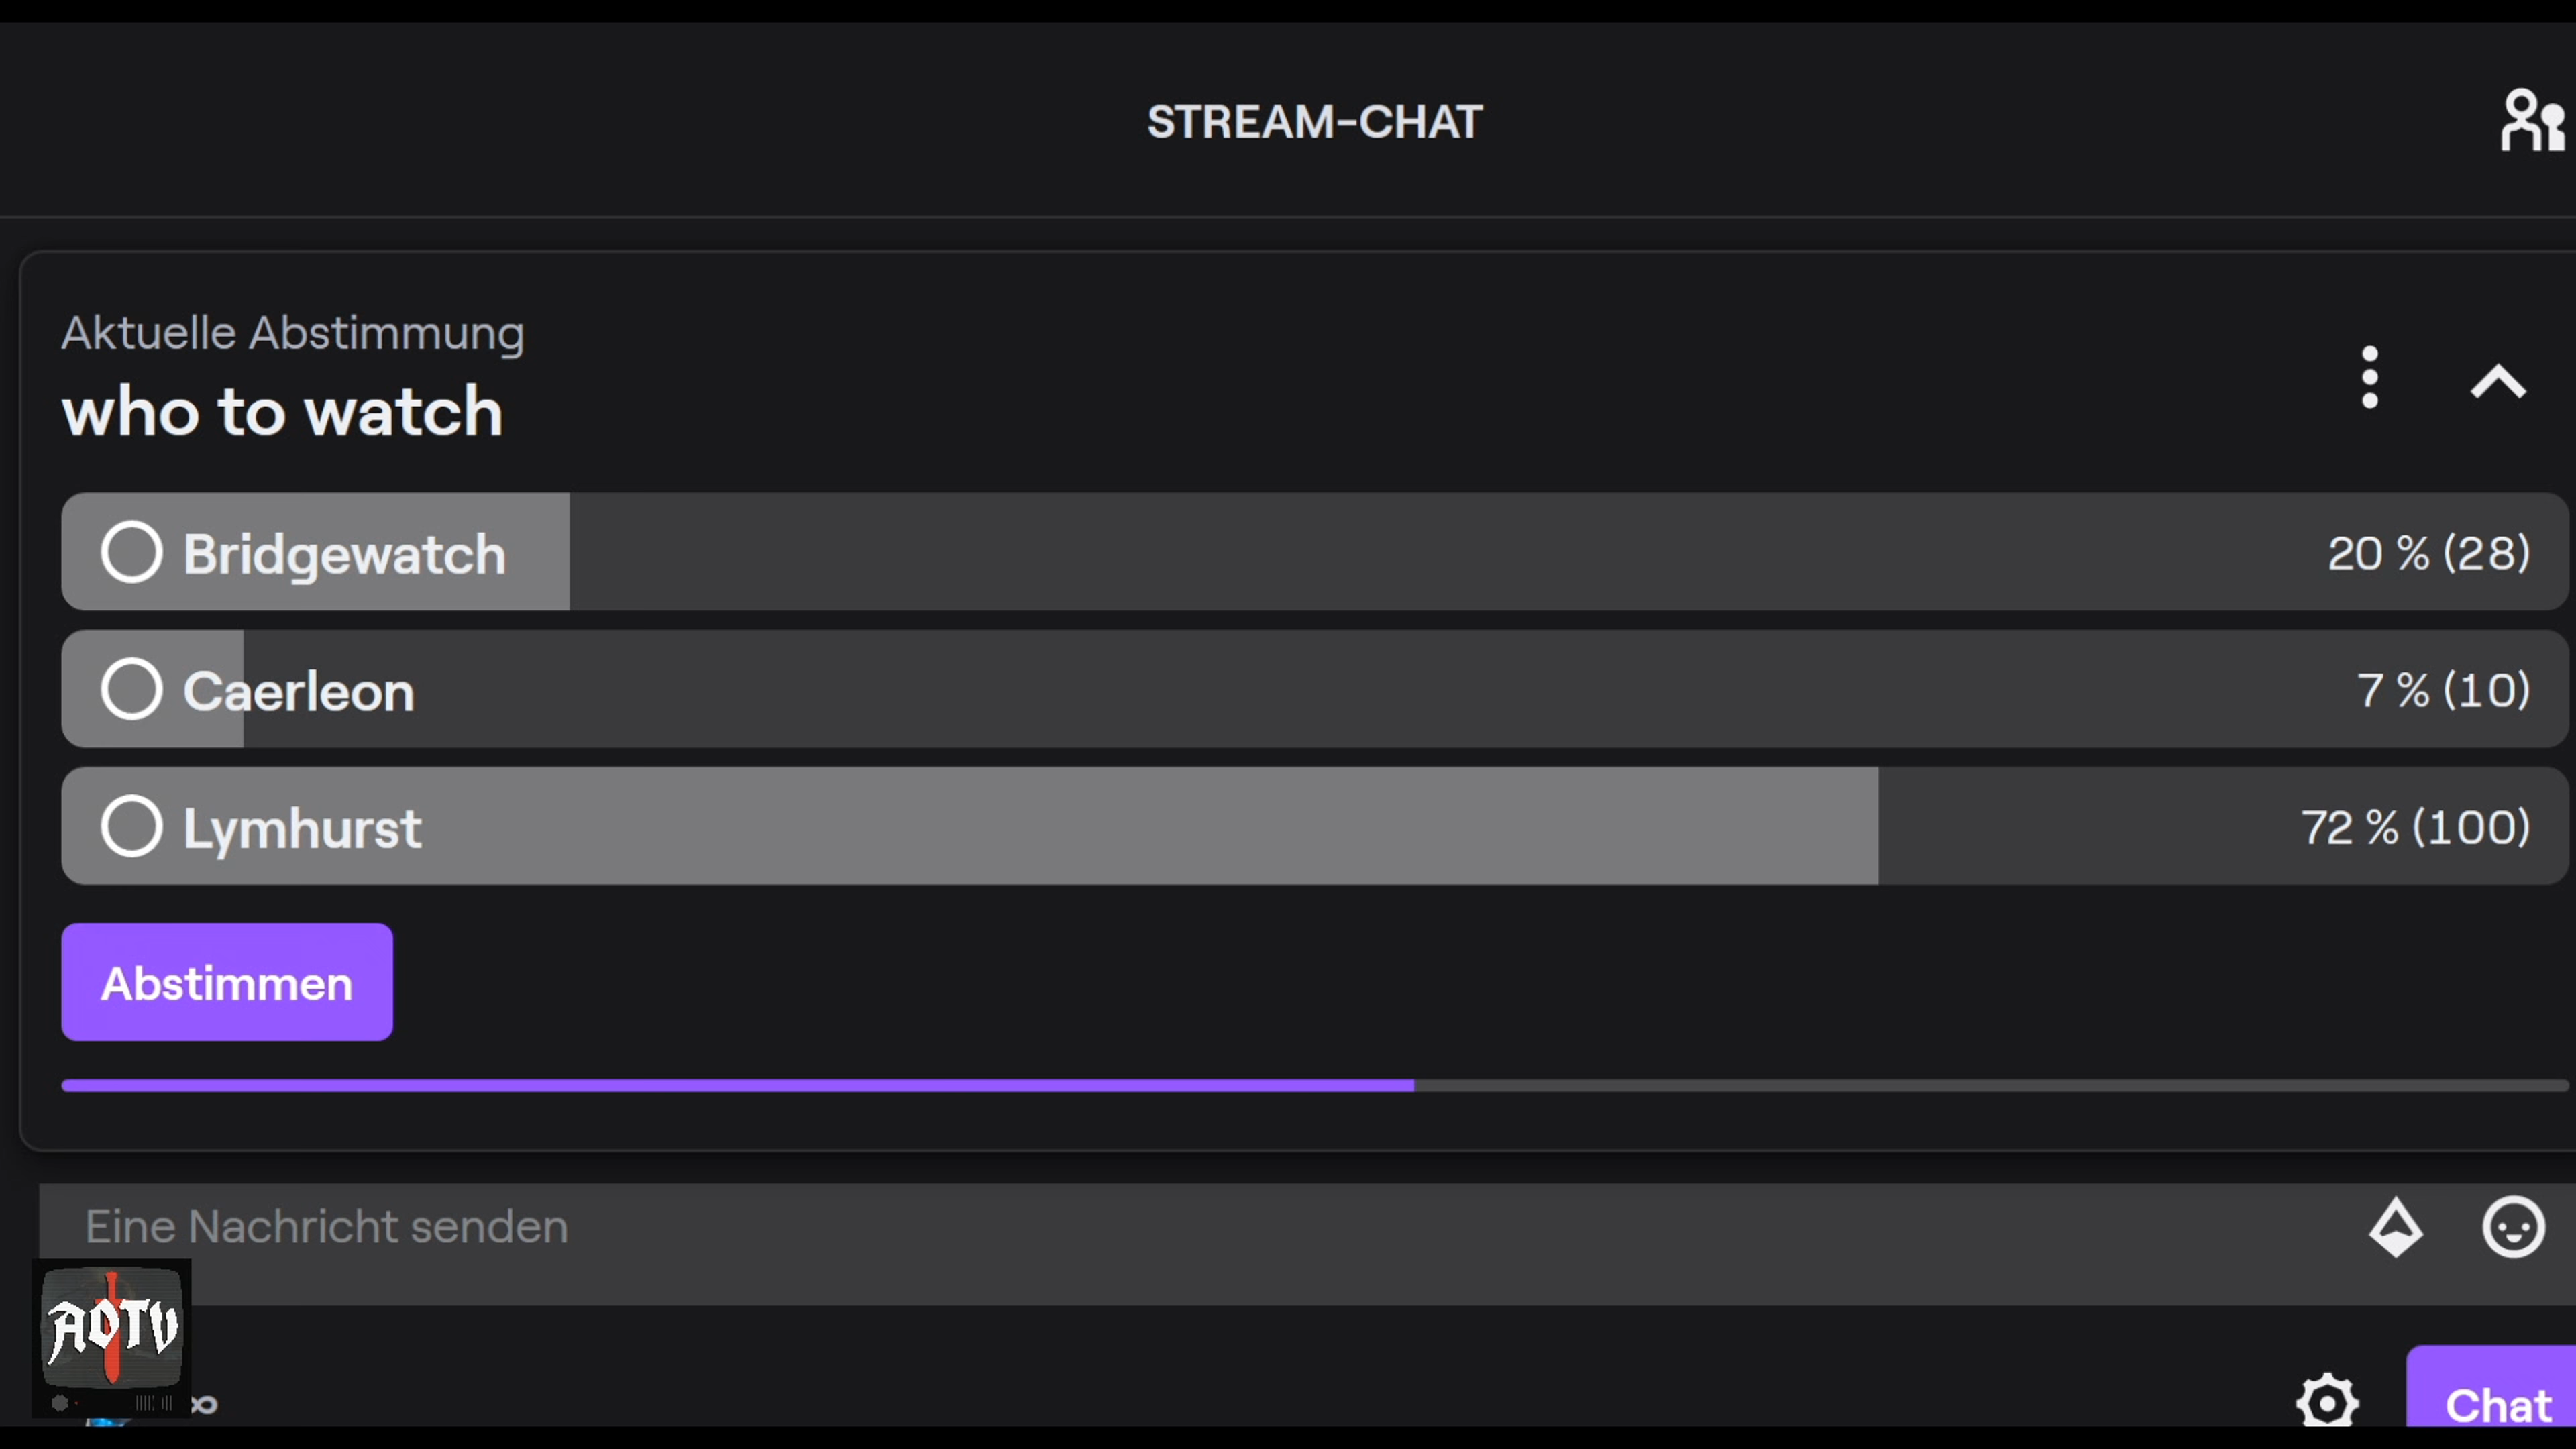 STREAM-CHAT
Aktuelle Abstimmung
who to watch
Bridgewatch 20 % (28)
Caerleon 7 % (10)
Lymhurst 72 % (100)
Abstimmen
Eine Nachricht senden
AOTV
∞
Chat